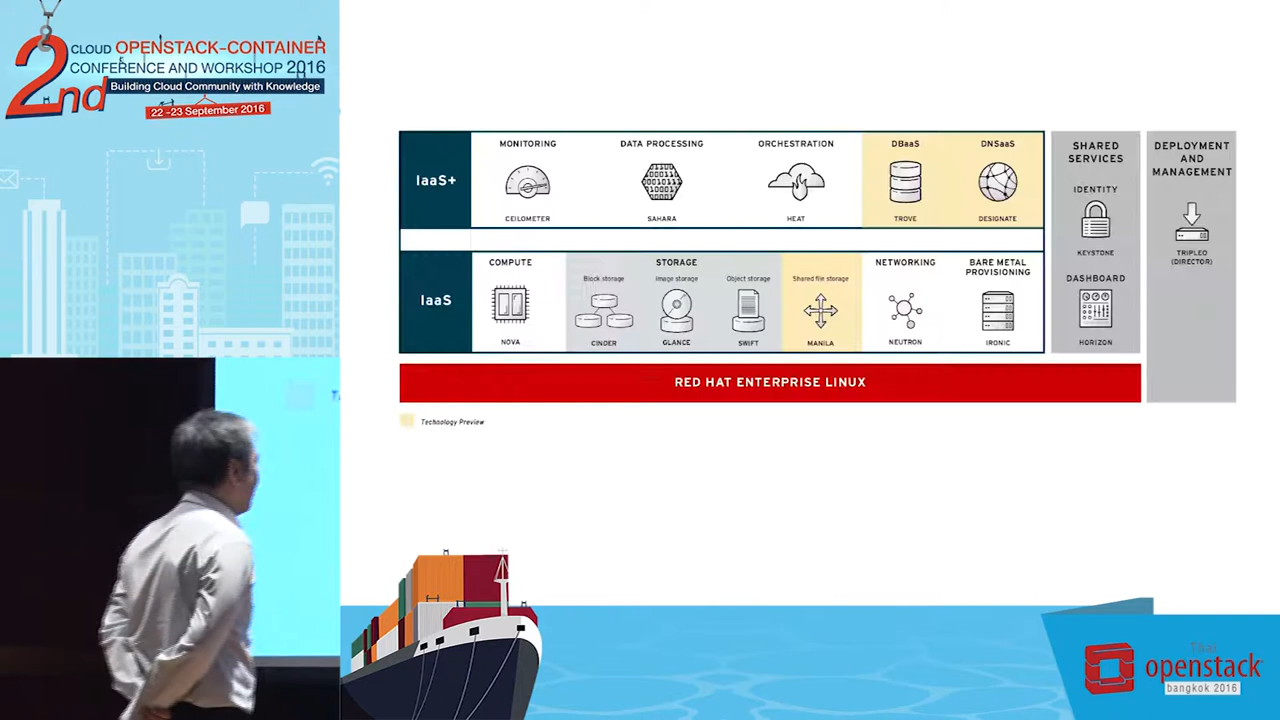 2nd
CLOUD OPENSTACK-CONTAINER
CONFERENCE AND WORKSHOP 2016
Building Cloud Community with Knowledge
22 -23 September 2016
IaaS+
MONITORING
CEILOMETER
DATA PROCESSING
SAHARA
ORCHESTRATION
HEAT
DBaaS
TROVE
DNSaaS
DESIGNATE
IaaS
COMPUTE
NOVA
STORAGE
Block storage
CINDER
Image storage
GLANCE
Object storage
SWIFT
Shared file storage
MANILA
NETWORKING
NEUTRON
BARE METAL
PROVISIONING
IRONIC
SHARED
SERVICES
IDENTITY
KEYSTONE
DASHBOARD
HORIZON
DEPLOYMENT
AND
MANAGEMENT
TRIPLEO
(DIRECTOR)
RED HAT ENTERPRISE LINUX
Technology Preview
Thai
openstack
bangkok 2016